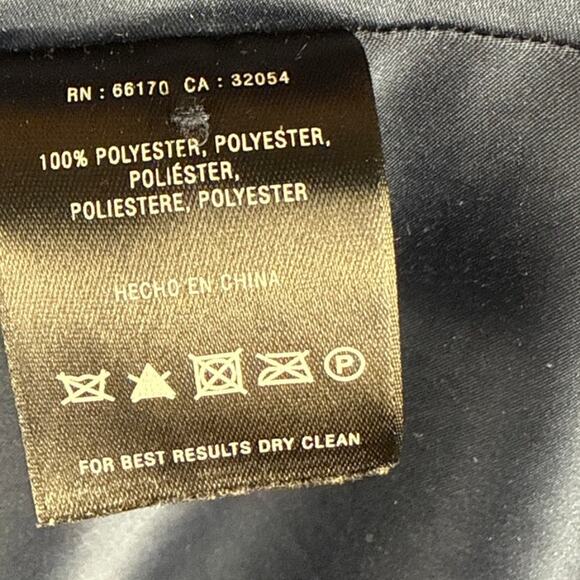 RN : 66170 CA : 32054
100% POLYESTER, POLYESTER,
POLIÉSTER,
POLIESTERE, POLYESTER
HECHO EN CHINA
P
FOR BEST RESULTS DRY CLEAN